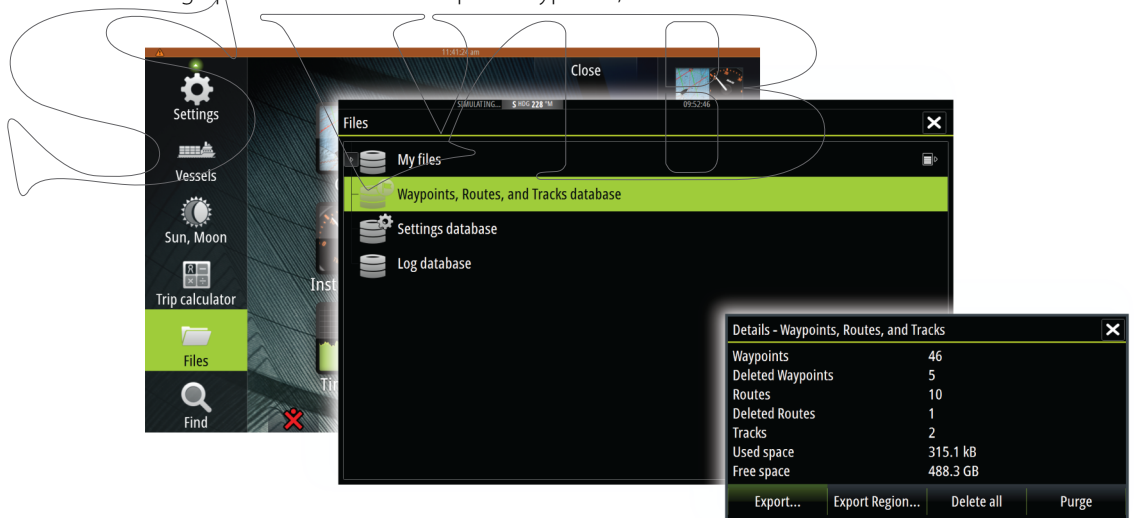 SVB
11:41:24 am
Close
Settings
Vessels
Sun, Moon
Trip calculator
Files
Find
Inst
Tir
SIMULATING... S HDG 228 °M
09:52:46
Files
My files
Waypoints, Routes, and Tracks database
Settings database
Log database
Details - Waypoints, Routes, and Tracks
Waypoints 46
Deleted Waypoints 5
Routes 10
Deleted Routes 1
Tracks 2
Used space 315.1 kB
Free space 488.3 GB
Export... Export Region... Delete all Purge